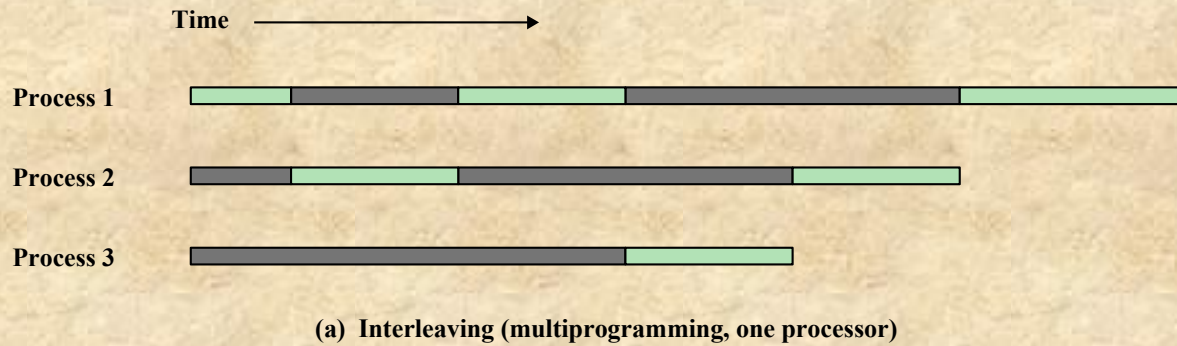 Time
Process 1
Process 2
Process 3
(a) Interleaving (multiprogramming, one processor)